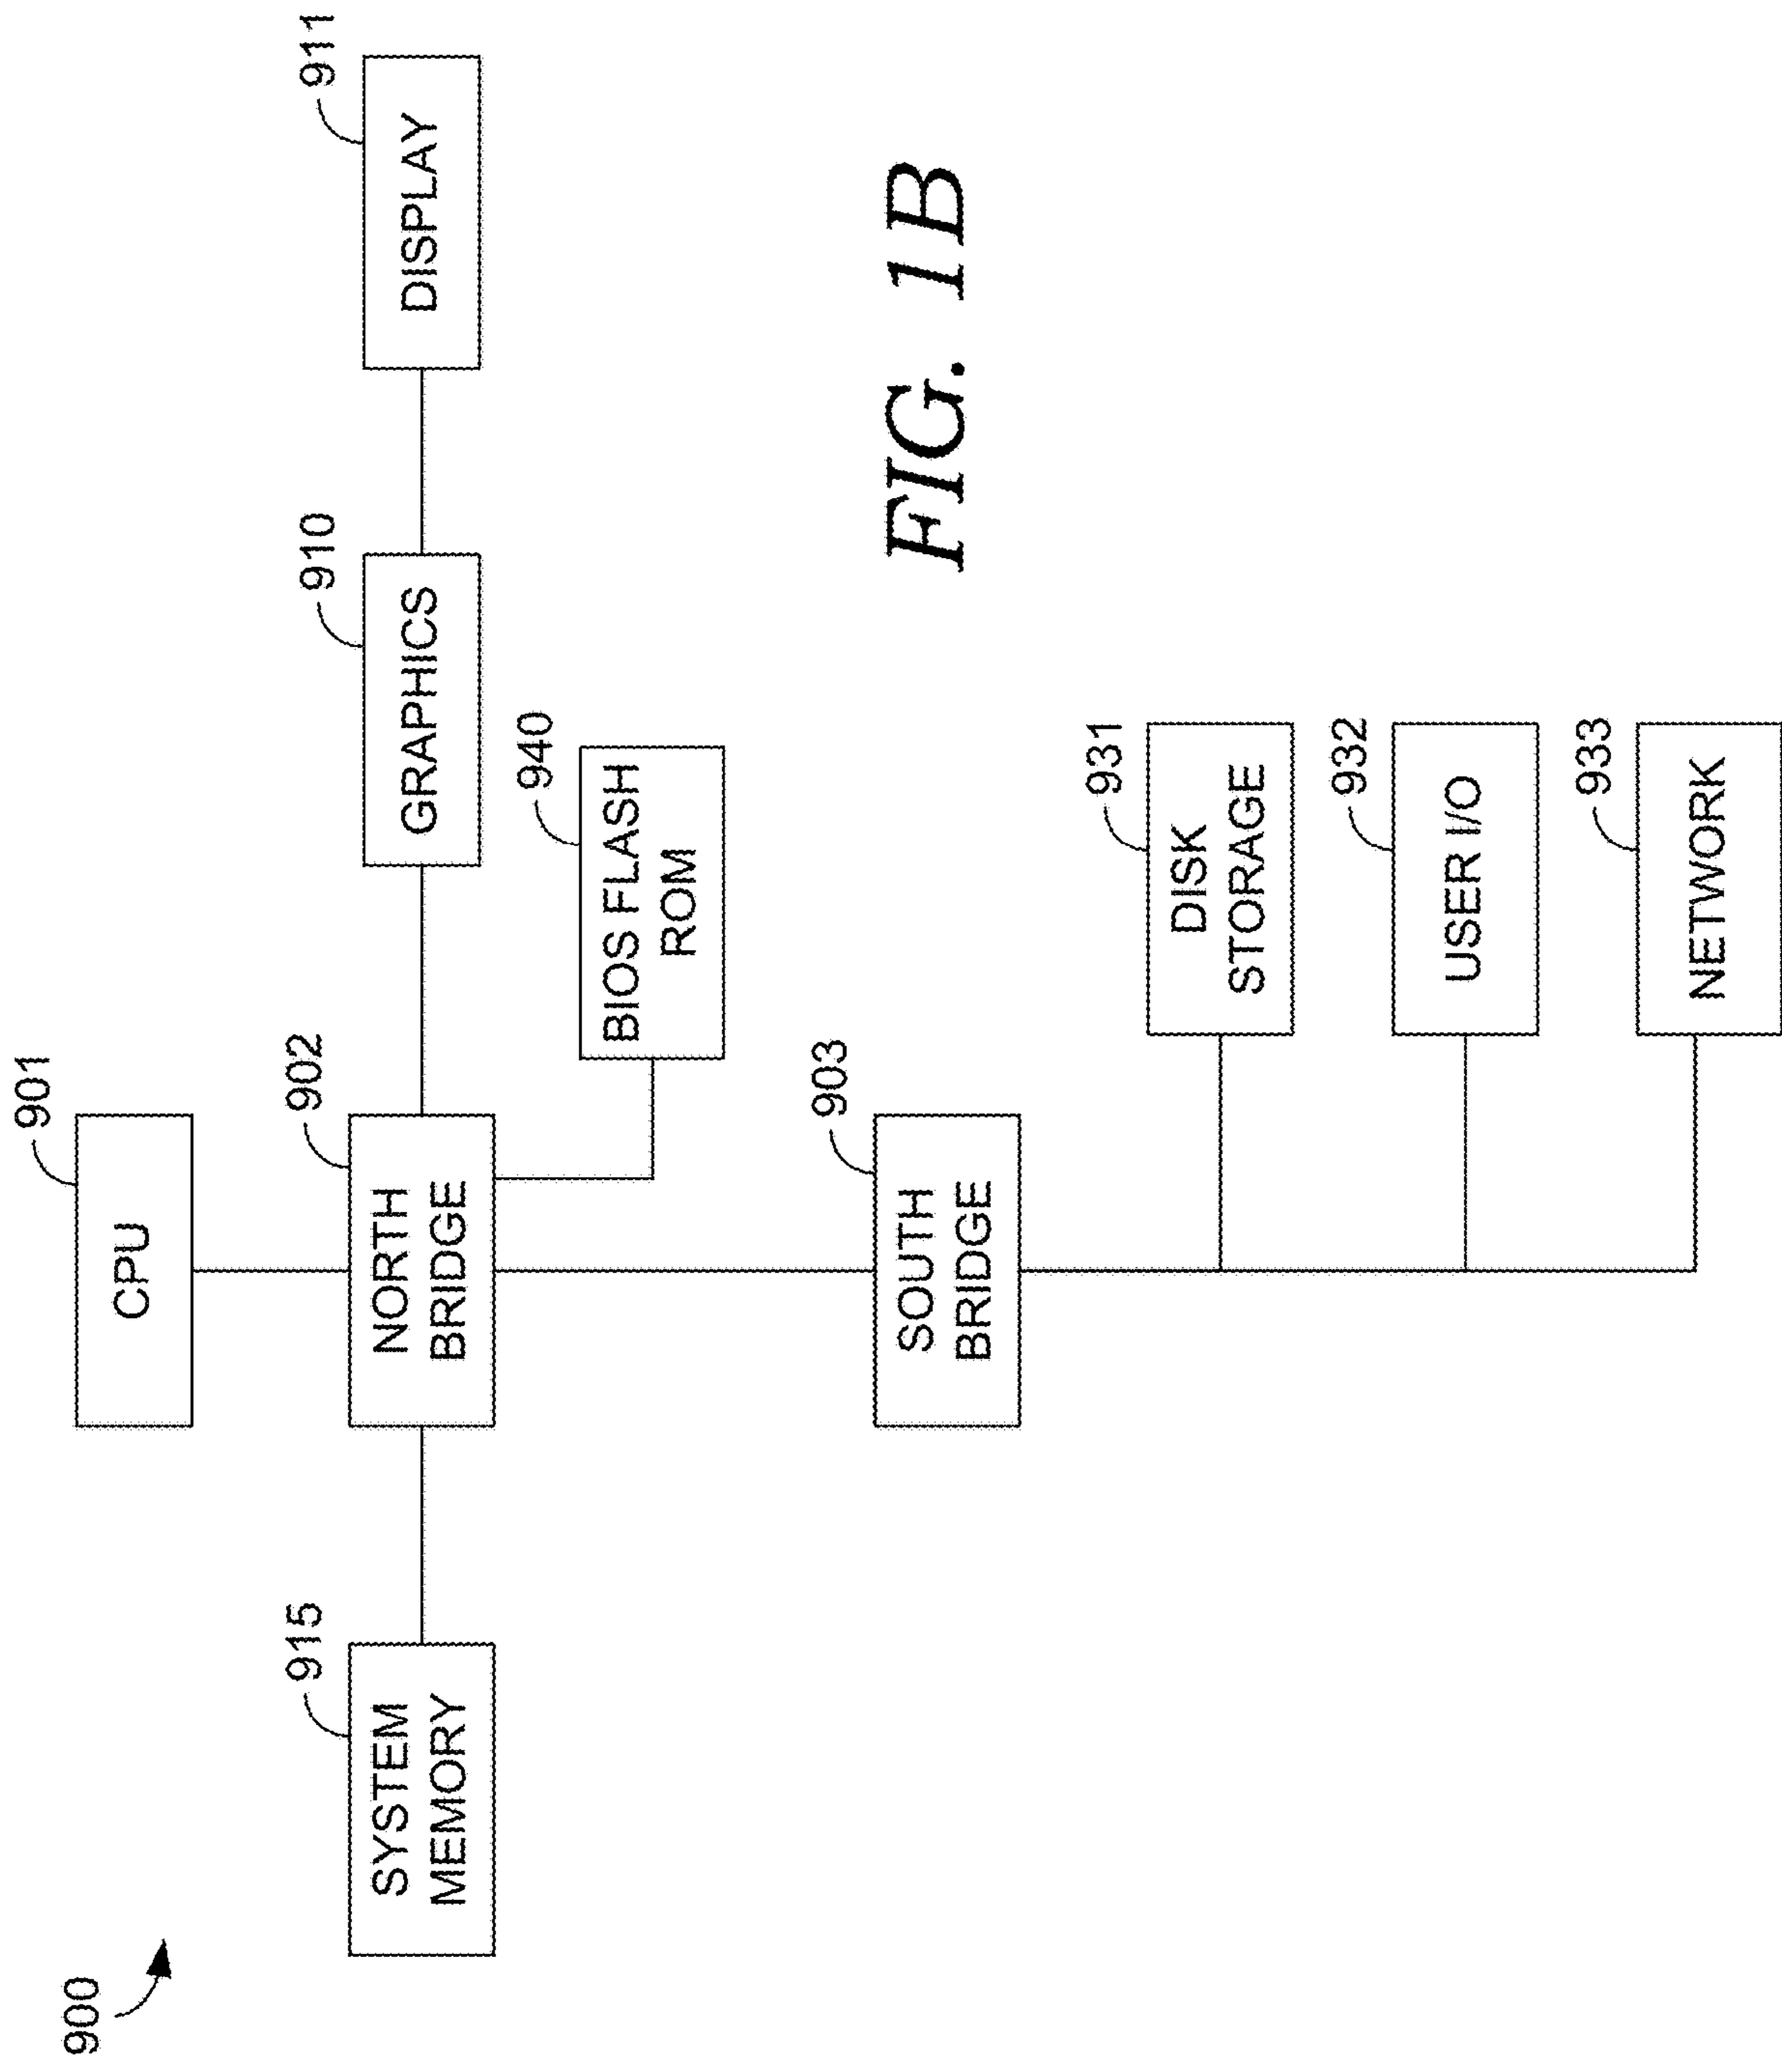 900
901
CPU
915
SYSTEM
MEMORY
902
NORTH
BRIDGE
910
GRAPHICS
911
DISPLAY
940
BIOS FLASH
ROM
903
SOUTH
BRIDGE
931
DISK
STORAGE
932
USER I/O
933
NETWORK
FIG. 1B